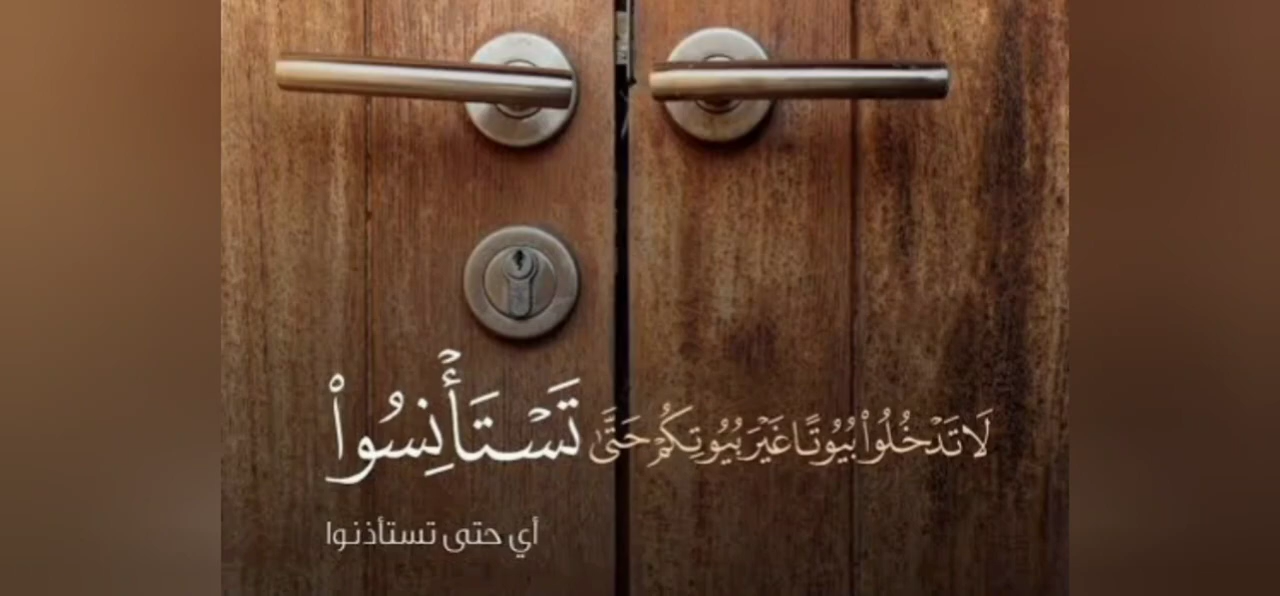 لَا تَدْخُلُوا۟ بُيُوتًا غَيْرَ بُيُوتِكُمْ حَتَّىٰ تَسْتَأْنِسُوا۟
أي حتى تستأذنوا